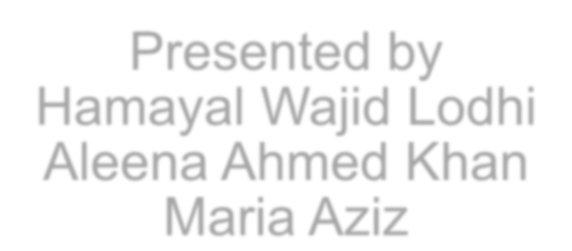 Presented by
Hamayal Wajid Lodhi
Aleena Ahmed Khan
Maria Aziz